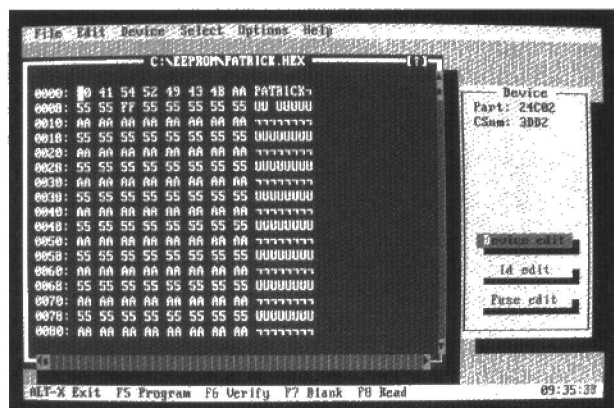 File Edit Device Select Options Help
C:\EEPROM\PATRICK.HEX [↑]
0000: 50 41 54 52 49 43 4B AA PATRICK¬
0008: 55 55 FF 55 55 55 55 55 UU UUUUU
0010: AA AA AA AA AA AA AA AA ¬¬¬¬¬¬¬¬
0018: 55 55 55 55 55 55 55 55 UUUUUUUU
0020: AA AA AA AA AA AA AA AA ¬¬¬¬¬¬¬¬
0028: 55 55 55 55 55 55 55 55 UUUUUUUU
0030: AA AA AA AA AA AA AA AA ¬¬¬¬¬¬¬¬
0038: 55 55 55 55 55 55 55 55 UUUUUUUU
0040: AA AA AA AA AA AA AA AA ¬¬¬¬¬¬¬¬
0048: 55 55 55 55 55 55 55 55 UUUUUUUU
0050: AA AA AA AA AA AA AA AA ¬¬¬¬¬¬¬¬
0058: 55 55 55 55 55 55 55 55 UUUUUUUU
0060: AA AA AA AA AA AA AA AA ¬¬¬¬¬¬¬¬
0068: 55 55 55 55 55 55 55 55 UUUUUUUU
0070: AA AA AA AA AA AA AA AA ¬¬¬¬¬¬¬¬
0078: 55 55 55 55 55 55 55 55 UUUUUUUU
0080: AA AA AA AA AA AA AA AA ¬¬¬¬¬¬¬¬
Device
Part: 24C02
CSum: 3DD2
Device edit
Id edit
Fuse edit
ALT-X Exit F5 Program F6 Verify F7 Blank F8 Read 09:35:33